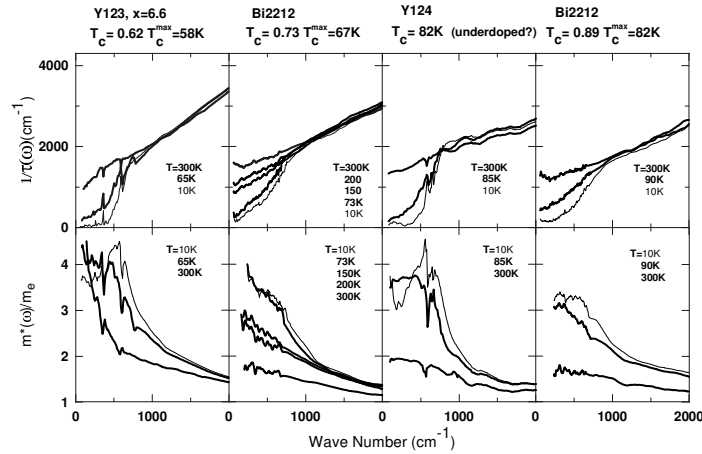 Y123, x=6.6
T_c = 0.62 T_c^max=58K
Bi2212
T_c = 0.73 T_c^max=67K
Y124
T_c = 82K (underdoped?)
Bi2212
T_c = 0.89 T_c^max=82K
1/τ(ω)(cm⁻¹)
4000
2000
0
T=300K
65K
10K
T=300K
200
150
73K
10K
T=300K
85K
10K
T=300K
90K
10K
m*(ω)/m_e
4
3
2
1
T=10K
65K
300K
T=10K
73K
150K
200K
300K
T=10K
85K
300K
T=10K
90K
300K
0 1000 0 1000 0 1000 0 1000 2000
Wave Number (cm⁻¹)